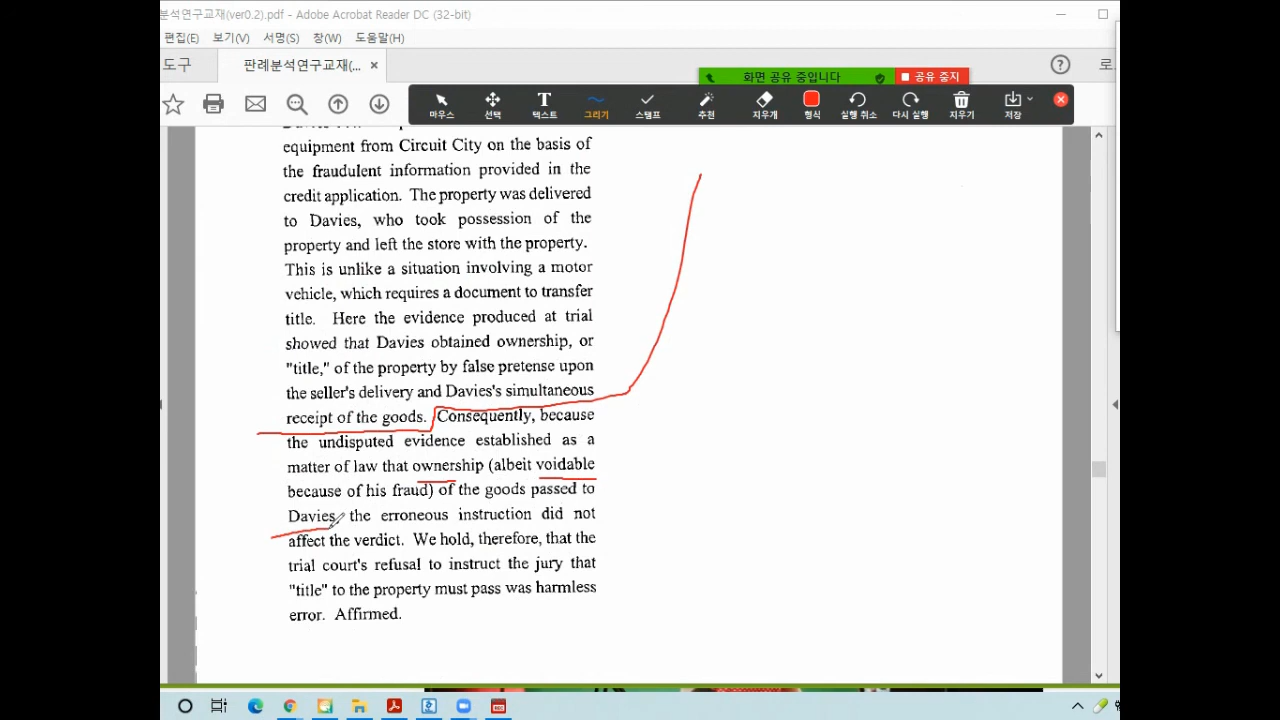 분석연구교재(ver0.2).pdf - Adobe Acrobat Reader DC (32-bit)
편집(E) 보기(V) 서명(S) 창(W) 도움말(H)
도구 판례분석연구교재(... × ? 로
화면 공유 중입니다 공유 중지
마우스 선택 텍스트 그리기 스탬프 추천 지우개 형식 실행 취소 다시 실행 지우기 저장
equipment from Circuit City on the basis of
the fraudulent information provided in the
credit application. The property was delivered
to Davies, who took possession of the
property and left the store with the property.
This is unlike a situation involving a motor
vehicle, which requires a document to transfer
title. Here the evidence produced at trial
showed that Davies obtained ownership, or
"title," of the property by false pretense upon
the seller's delivery and Davies's simultaneous
receipt of the goods. Consequently, because
the undisputed evidence established as a
matter of law that ownership (albeit voidable
because of his fraud) of the goods passed to
Davies, the erroneous instruction did not
affect the verdict. We hold, therefore, that the
trial court's refusal to instruct the jury that
"title" to the property must pass was harmless
error. Affirmed.